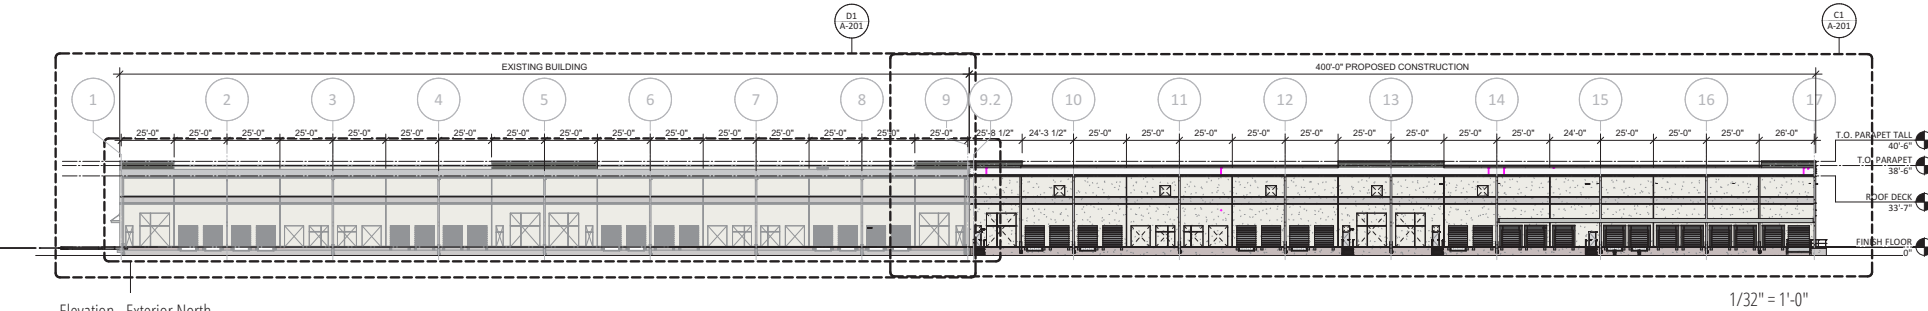 D1
A-201
C1
A-201
EXISTING BUILDING
400'-0" PROPOSED CONSTRUCTION
1 2 3 4 5 6 7 8 9 9.2 10 11 12 13 14 15 16 17
25'-0" 25'-0" 25'-0" 25'-0" 25'-0" 25'-0" 25'-0" 25'-0" 25'-0" 25'-0" 25'-0" 25'-0" 25'-0" 25'-0" 25'-0" 25'-0" 25'-8 1/2" 24'-3 1/2" 25'-0" 25'-0" 25'-0" 25'-0" 25'-0" 25'-0" 25'-0" 25'-0" 25'-0" 24'-0" 25'-0" 25'-0" 25'-0" 26'-0"
T.O. PARAPET TALL
40'-6"
T.O. PARAPET
38'-6"
ROOF DECK
33'-7"
FINISH FLOOR
0"
Elevation - Exterior North
1/32" = 1'-0"